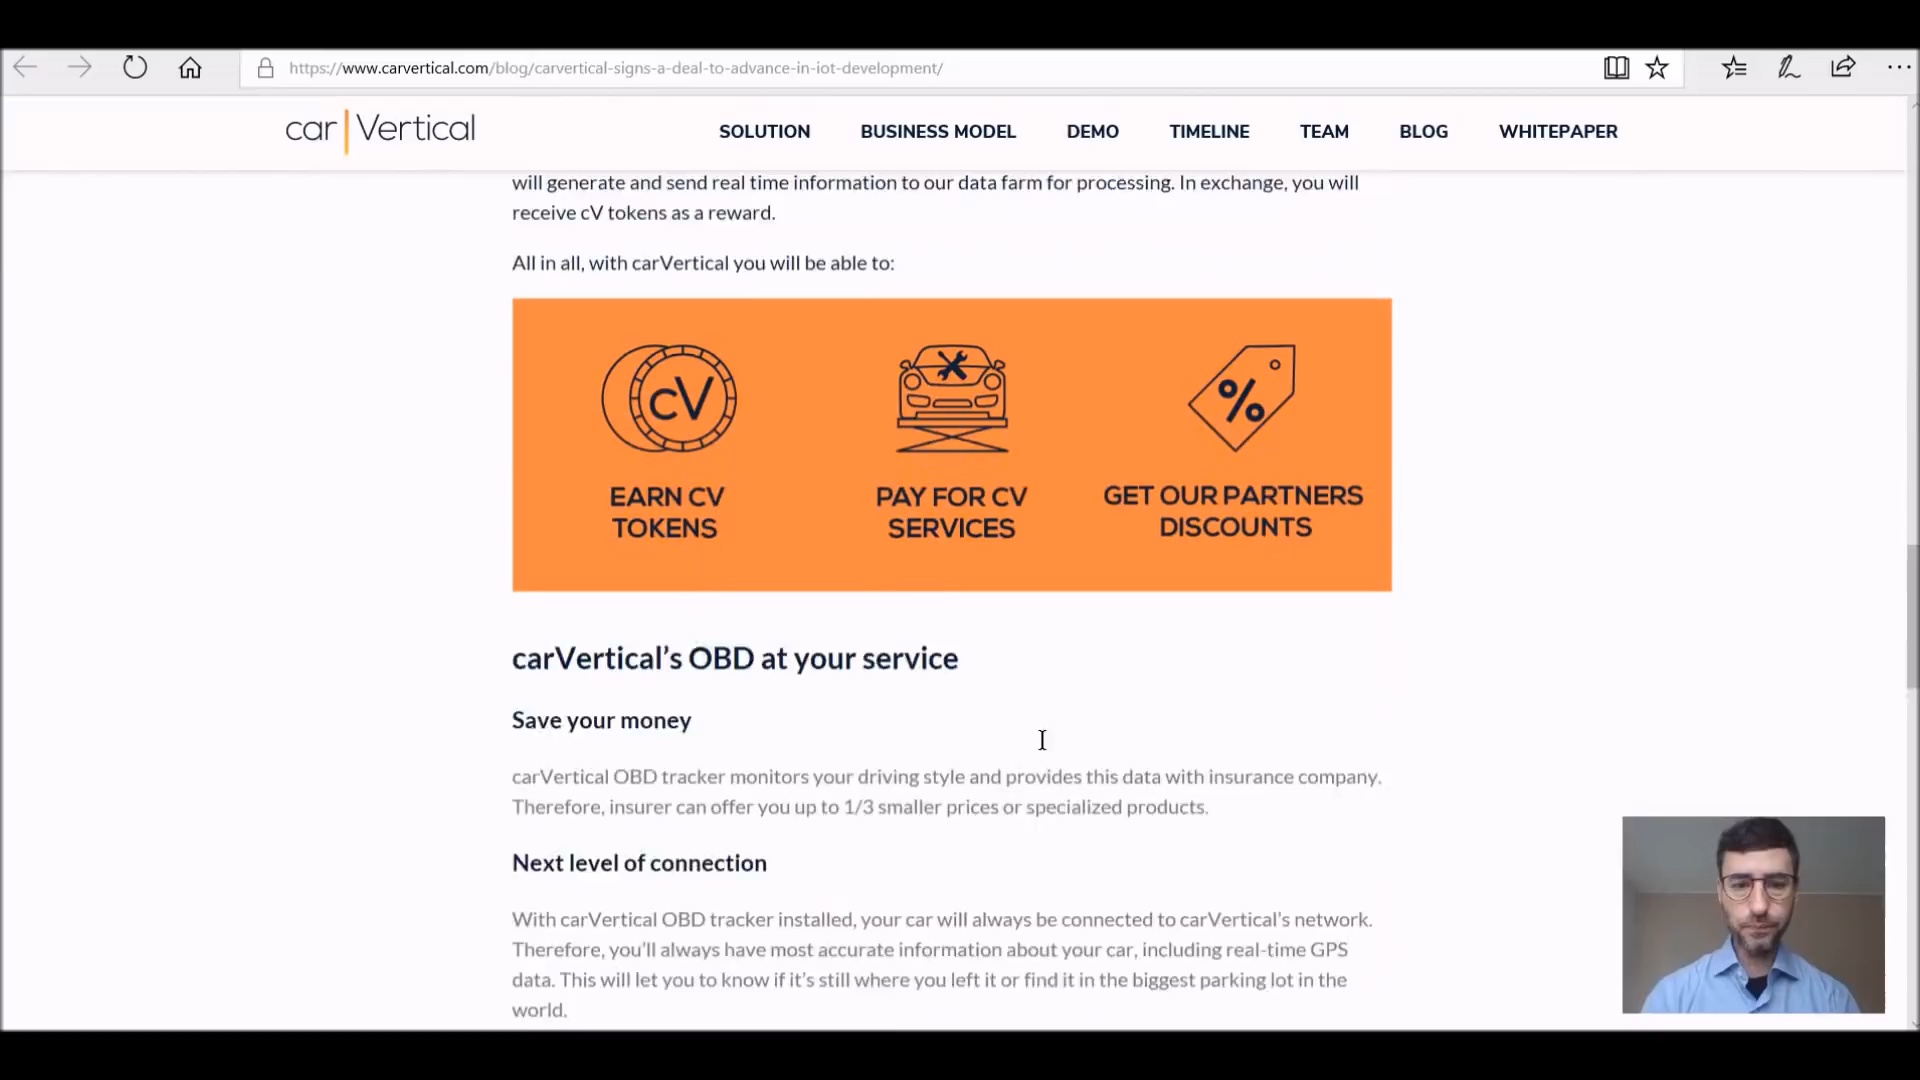 https://www.carvertical.com/blog/carvertical-signs-a-deal-to-advance-in-iot-development/
car|Vertical
SOLUTION BUSINESS MODEL DEMO TIMELINE TEAM BLOG WHITEPAPER
will generate and send real time information to our data farm for processing. In exchange, you will
receive cV tokens as a reward.
All in all, with carVertical you will be able to:
cV
%
EARN CV
TOKENS
PAY FOR CV
SERVICES
GET OUR PARTNERS
DISCOUNTS
carVertical’s OBD at your service
Save your money
carVertical OBD tracker monitors your driving style and provides this data with insurance company.
Therefore, insurer can offer you up to 1/3 smaller prices or specialized products.
Next level of connection
With carVertical OBD tracker installed, your car will always be connected to carVertical’s network.
Therefore, you’ll always have most accurate information about your car, including real-time GPS
data. This will let you to know if it’s still where you left it or find it in the biggest parking lot in the
world.